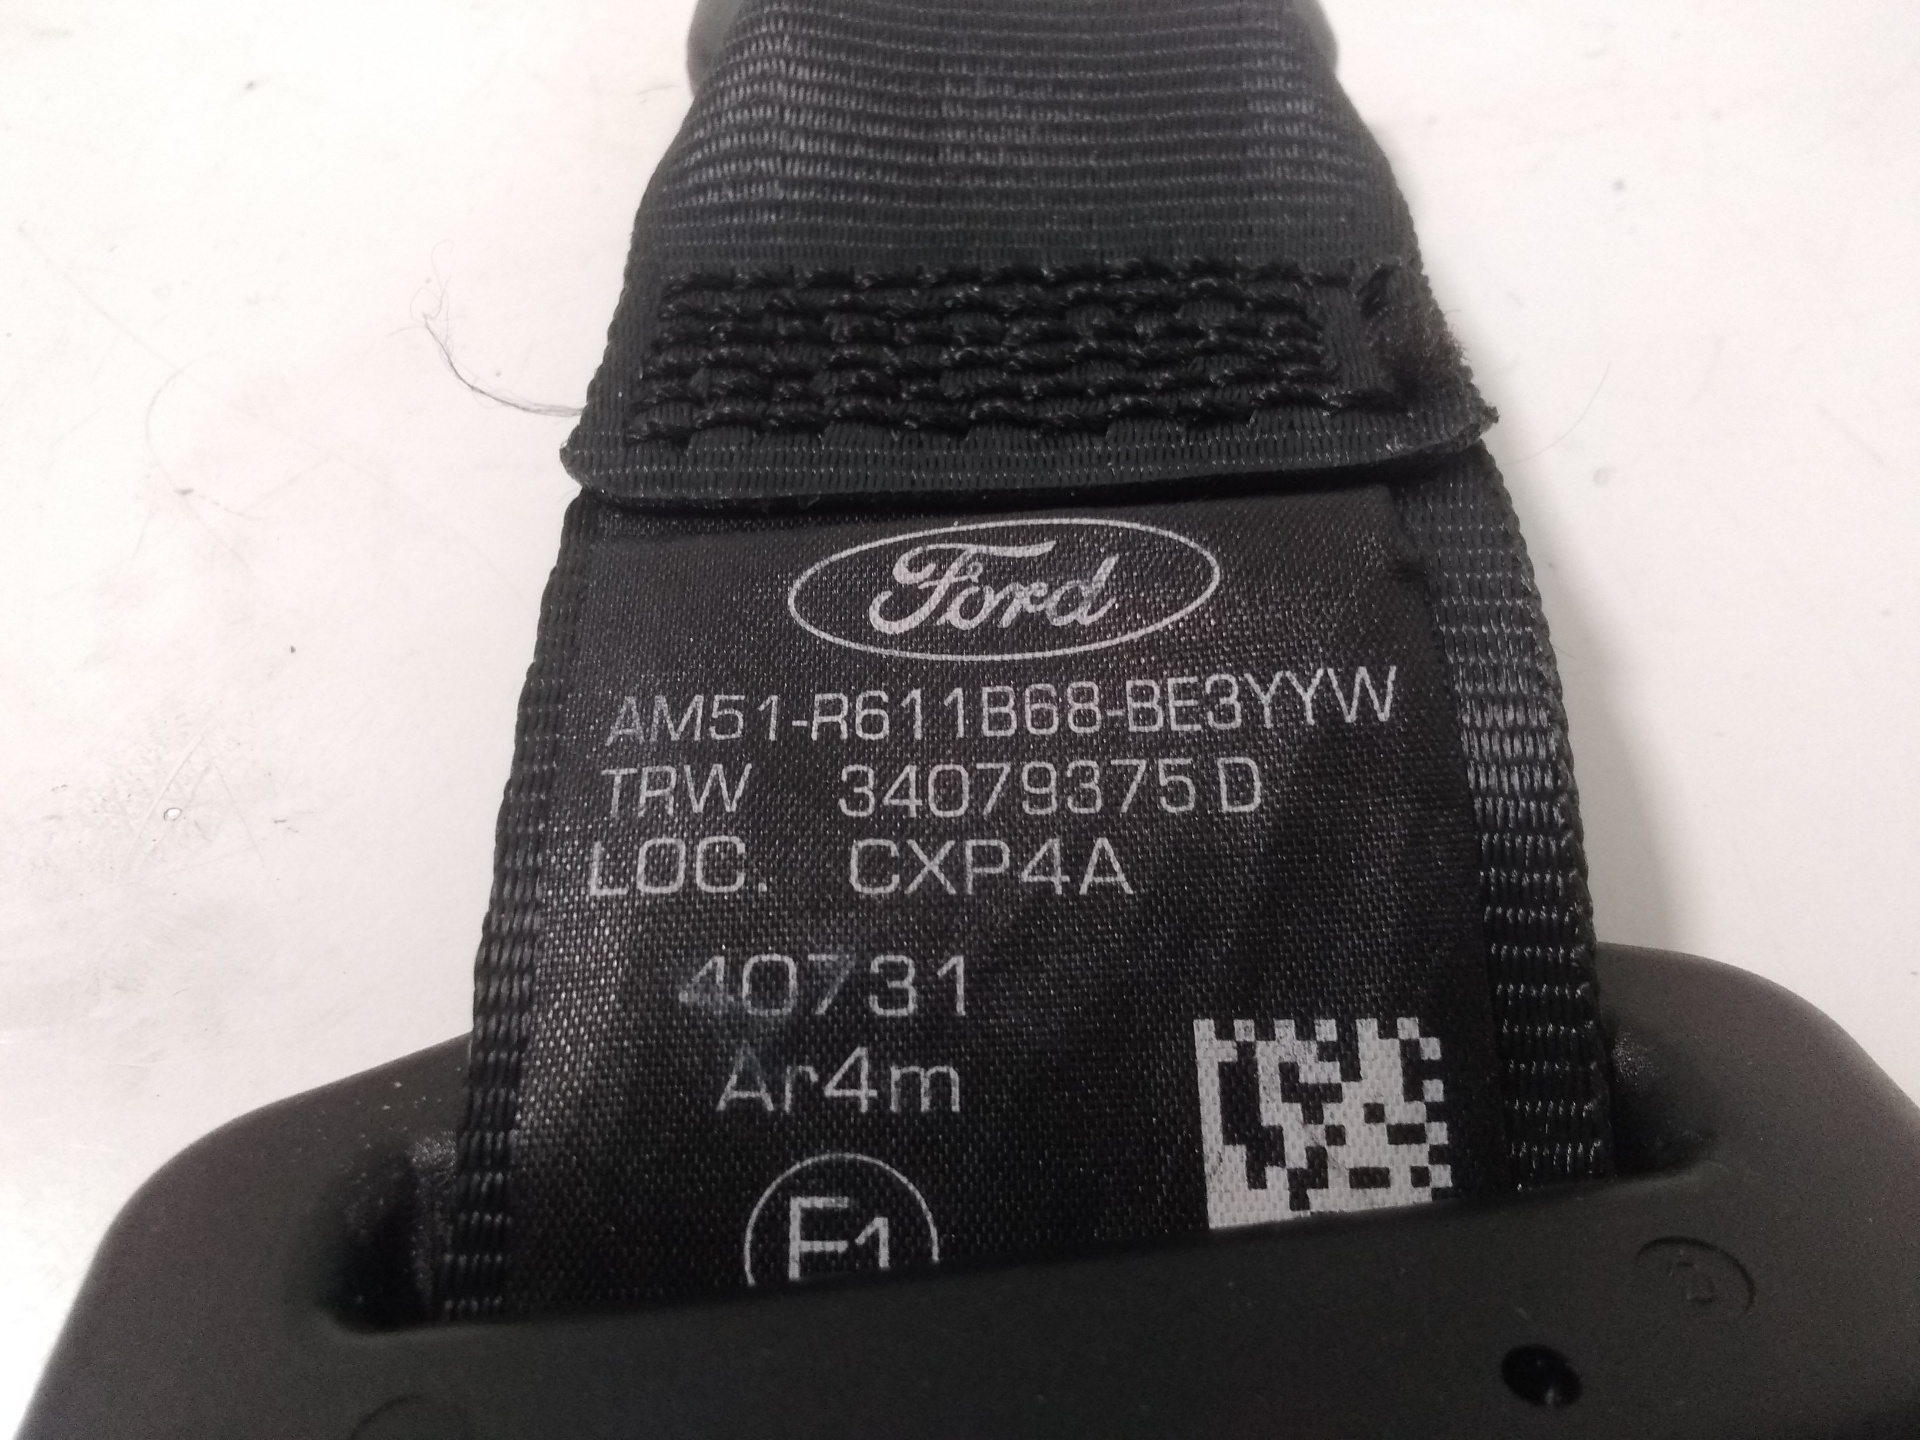 Ford
AM51-R611B68-BE3YYW
TRW 34079375 D
LOC. CXP4A
40731
Ar4m
E1